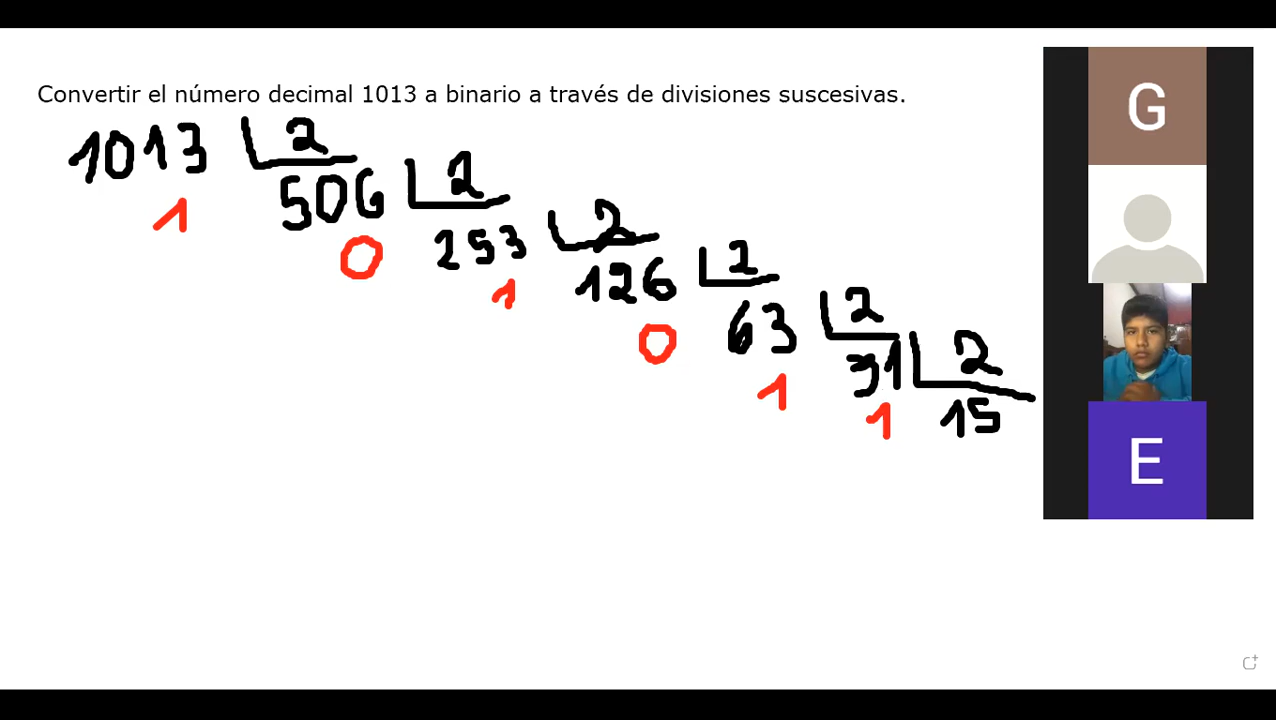 Convertir el número decimal 1013 a binario a través de divisiones suscesivas.
1013 2
1 506 2
0 253 2
1 126 2
0 63 2
1 31 2
1 15
G
E